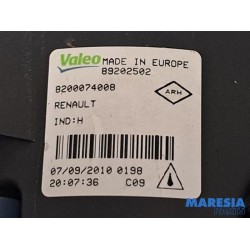 Valeo MADE IN EUROPE
89202502
8200074008
RENAULT
ARH
IND:H
07/09/2010 0198
20:07:36 C09
MARESIA